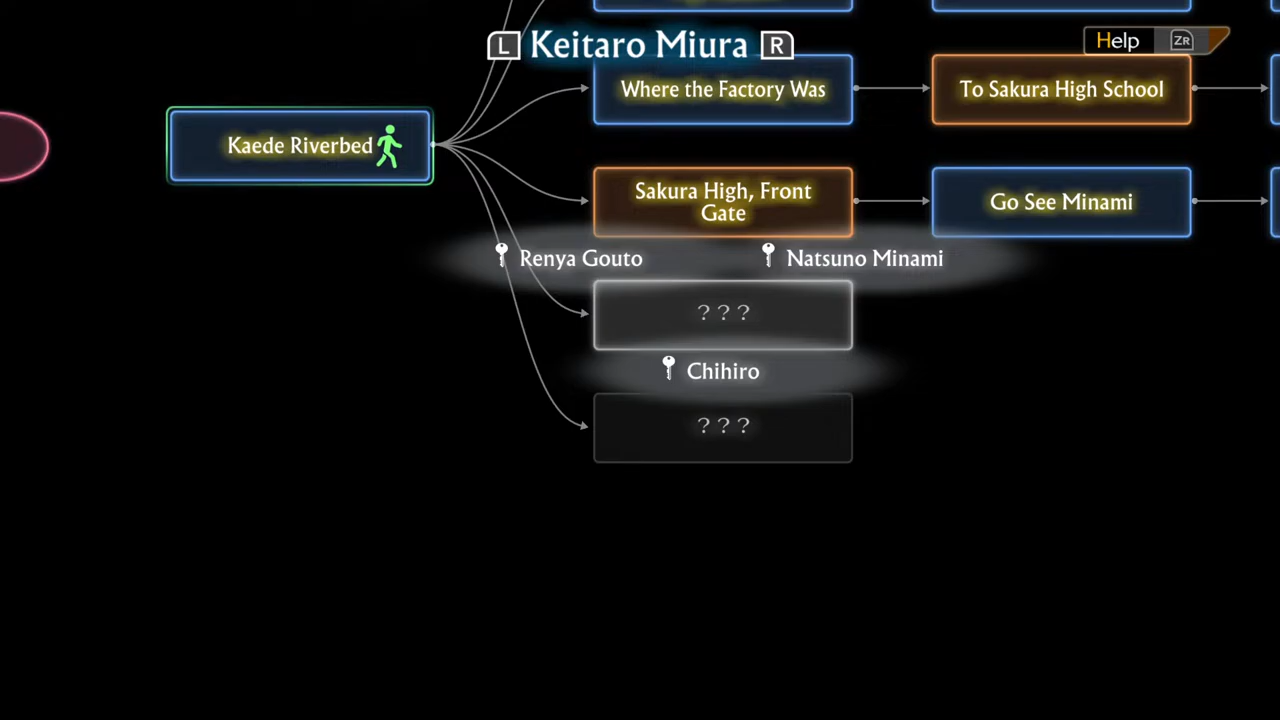 L Keitaro Miura R
Help ZR
Where the Factory Was
To Sakura High School
Kaede Riverbed
Sakura High, Front
Gate
Go See Minami
Renya Gouto
Natsuno Minami
? ? ?
Chihiro
? ? ?